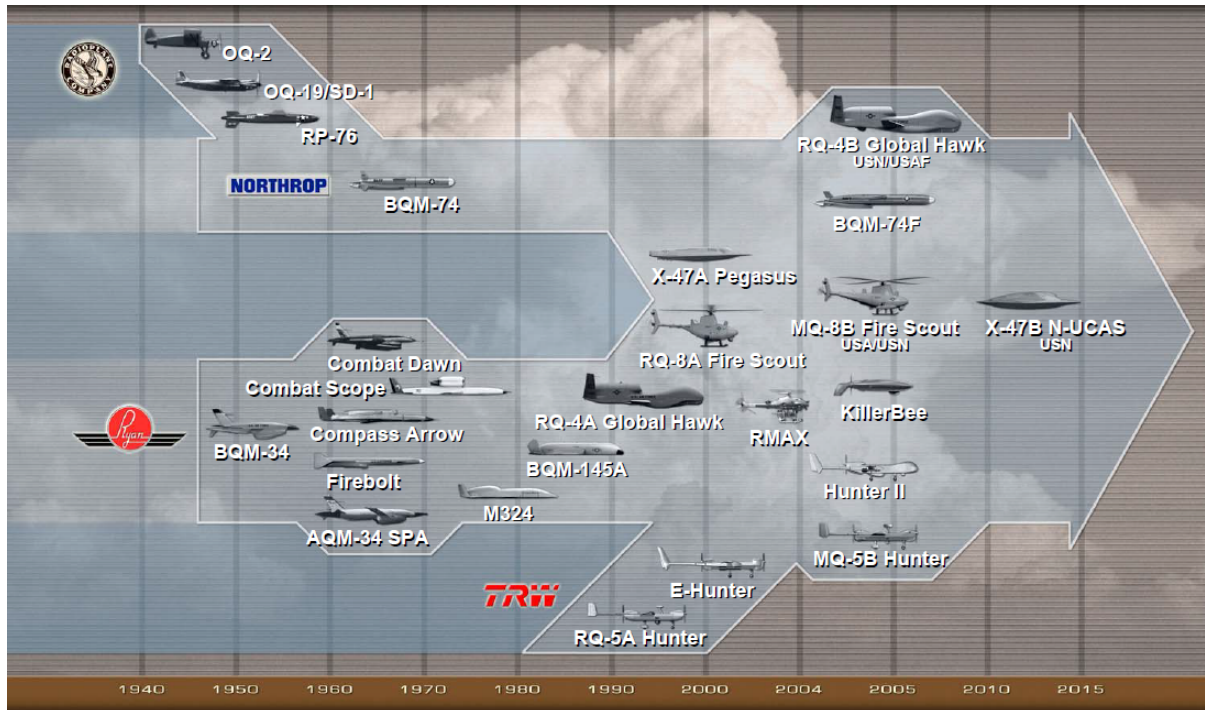 RADIOPLANE COMPANY
OQ-2
OQ-19/SD-1
RP-76
NORTHROP
BQM-74
RQ-4B Global Hawk
USN/USAF
BQM-74F
X-47A Pegasus
RQ-8A Fire Scout
MQ-8B Fire Scout
USA/USN
X-47B N-UCAS
USN
Combat Dawn
Combat Scope
Ryan
BQM-34
Compass Arrow
Firebolt
AQM-34 SPA
RQ-4A Global Hawk
BQM-145A
M324
RMAX
KillerBee
Hunter II
MQ-5B Hunter
TRW
E-Hunter
RQ-5A Hunter
1940 1950 1960 1970 1980 1990 2000 2004 2005 2010 2015